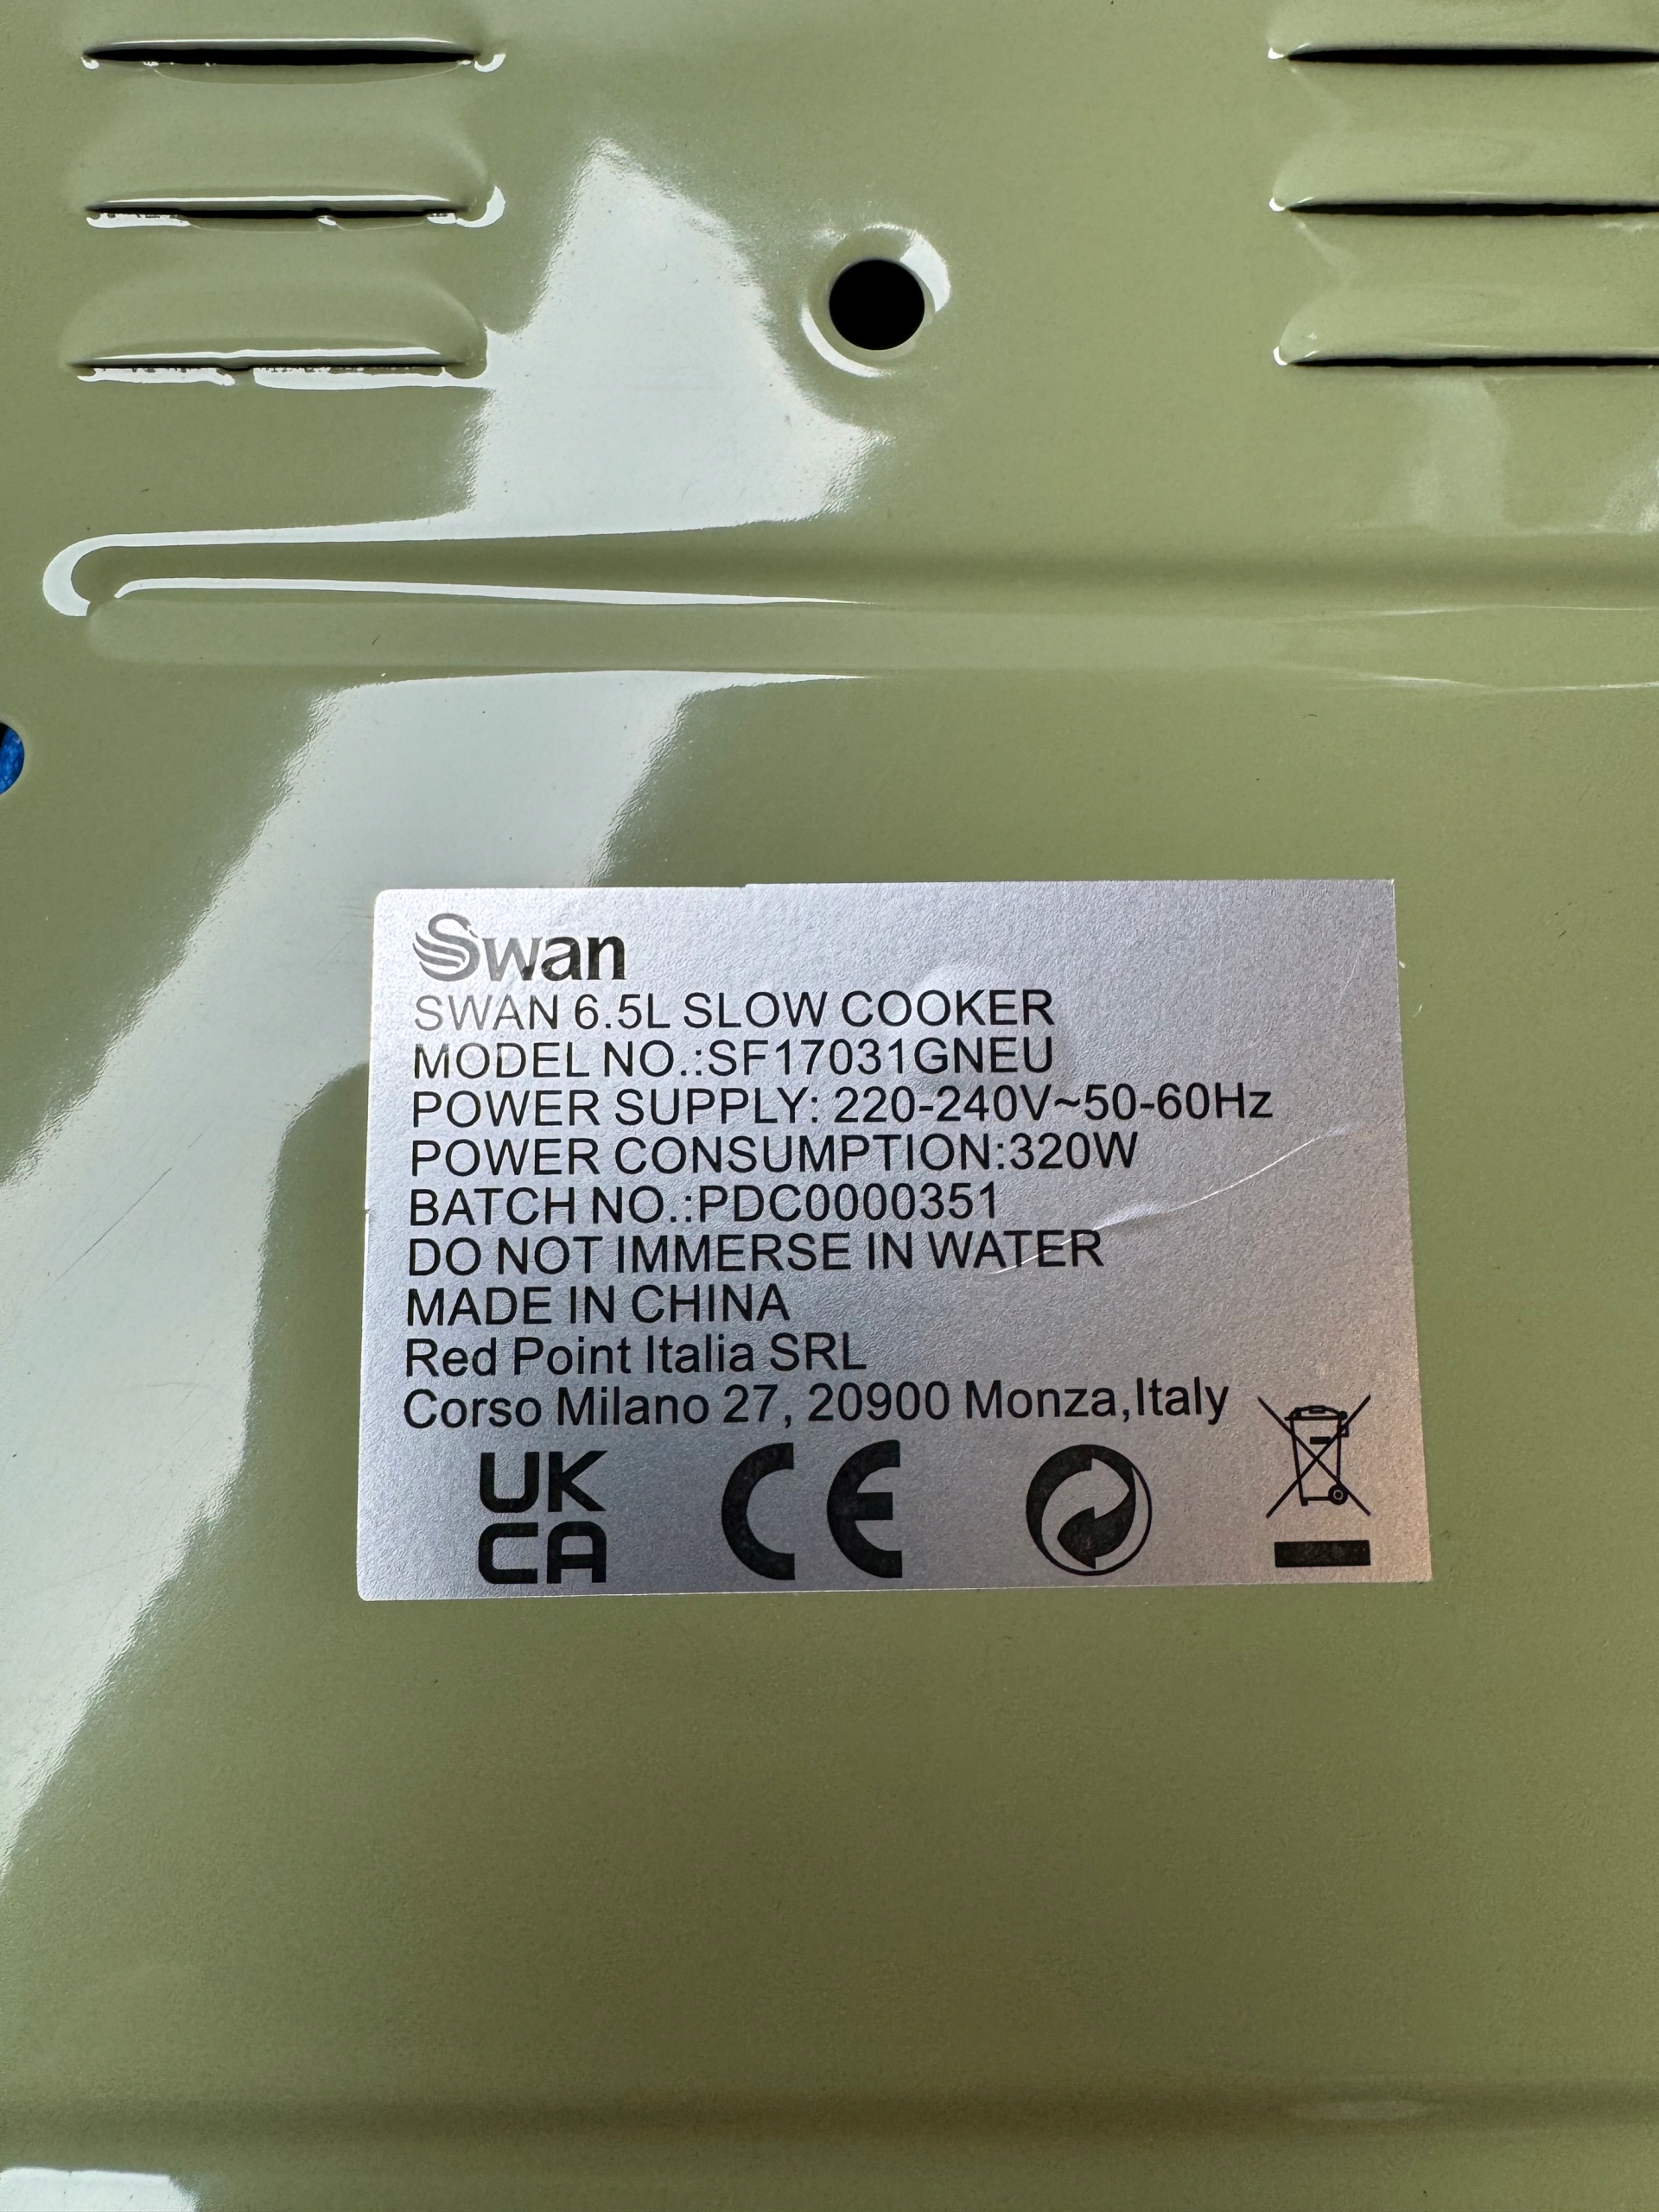 Swan
SWAN 6.5L SLOW COOKER
MODEL NO.:SF17031GNEU
POWER SUPPLY: 220-240V~50-60Hz
POWER CONSUMPTION:320W
BATCH NO.:PDC0000351
DO NOT IMMERSE IN WATER
MADE IN CHINA
Red Point Italia SRL
Corso Milano 27, 20900 Monza,Italy
UK
CA
CE